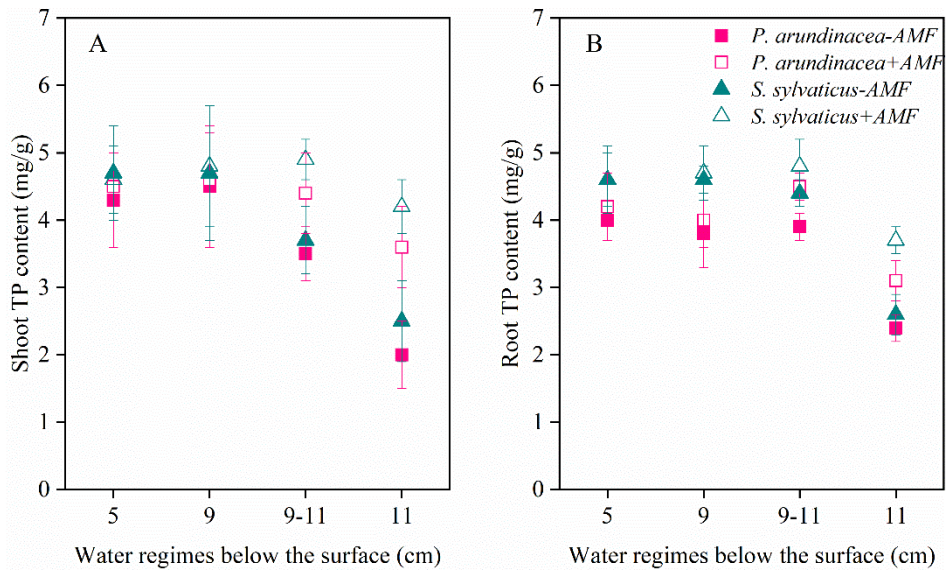 A
7
6
5
4
3
2
1
0
Shoot TP content (mg/g)
5
9
9-11
11
Water regimes below the surface (cm)
B
P. arundinacea-AMF
P. arundinacea+AMF
S. sylvaticus-AMF
S. sylvaticus+AMF
7
6
5
4
3
2
1
0
Root TP content (mg/g)
5
9
9-11
11
Water regimes below the surface (cm)